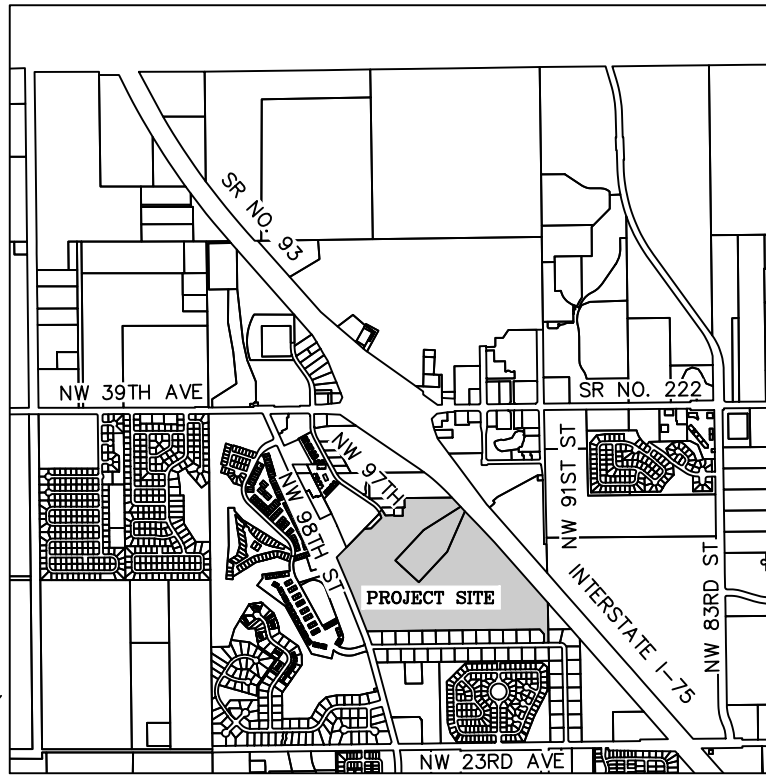 SR NO. 93
NW 39TH AVE
SR NO. 222
NW 97TH
NW 98TH ST
NW 91ST ST
PROJECT SITE
INTERSTATE I-75
NW 83RD ST
NW 23RD AVE